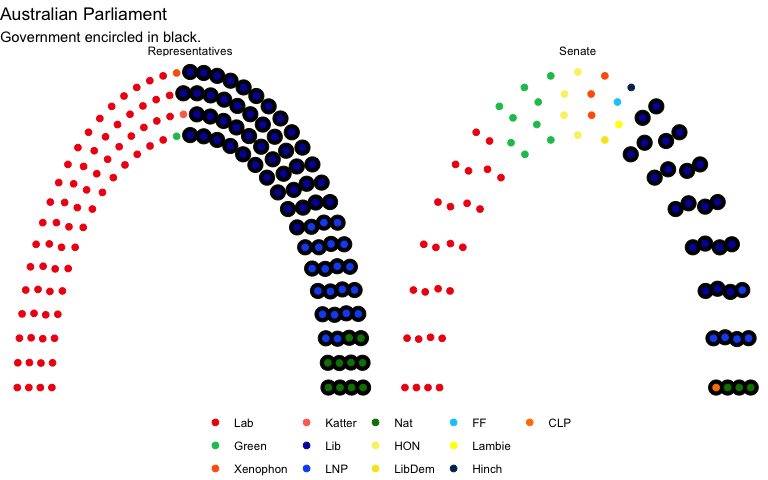 Australian Parliament
Government encircled in black.
Representatives Senate
Lab Katter Nat FF CLP
Green Lib HON Lambie
Xenophon LNP LibDem Hinch